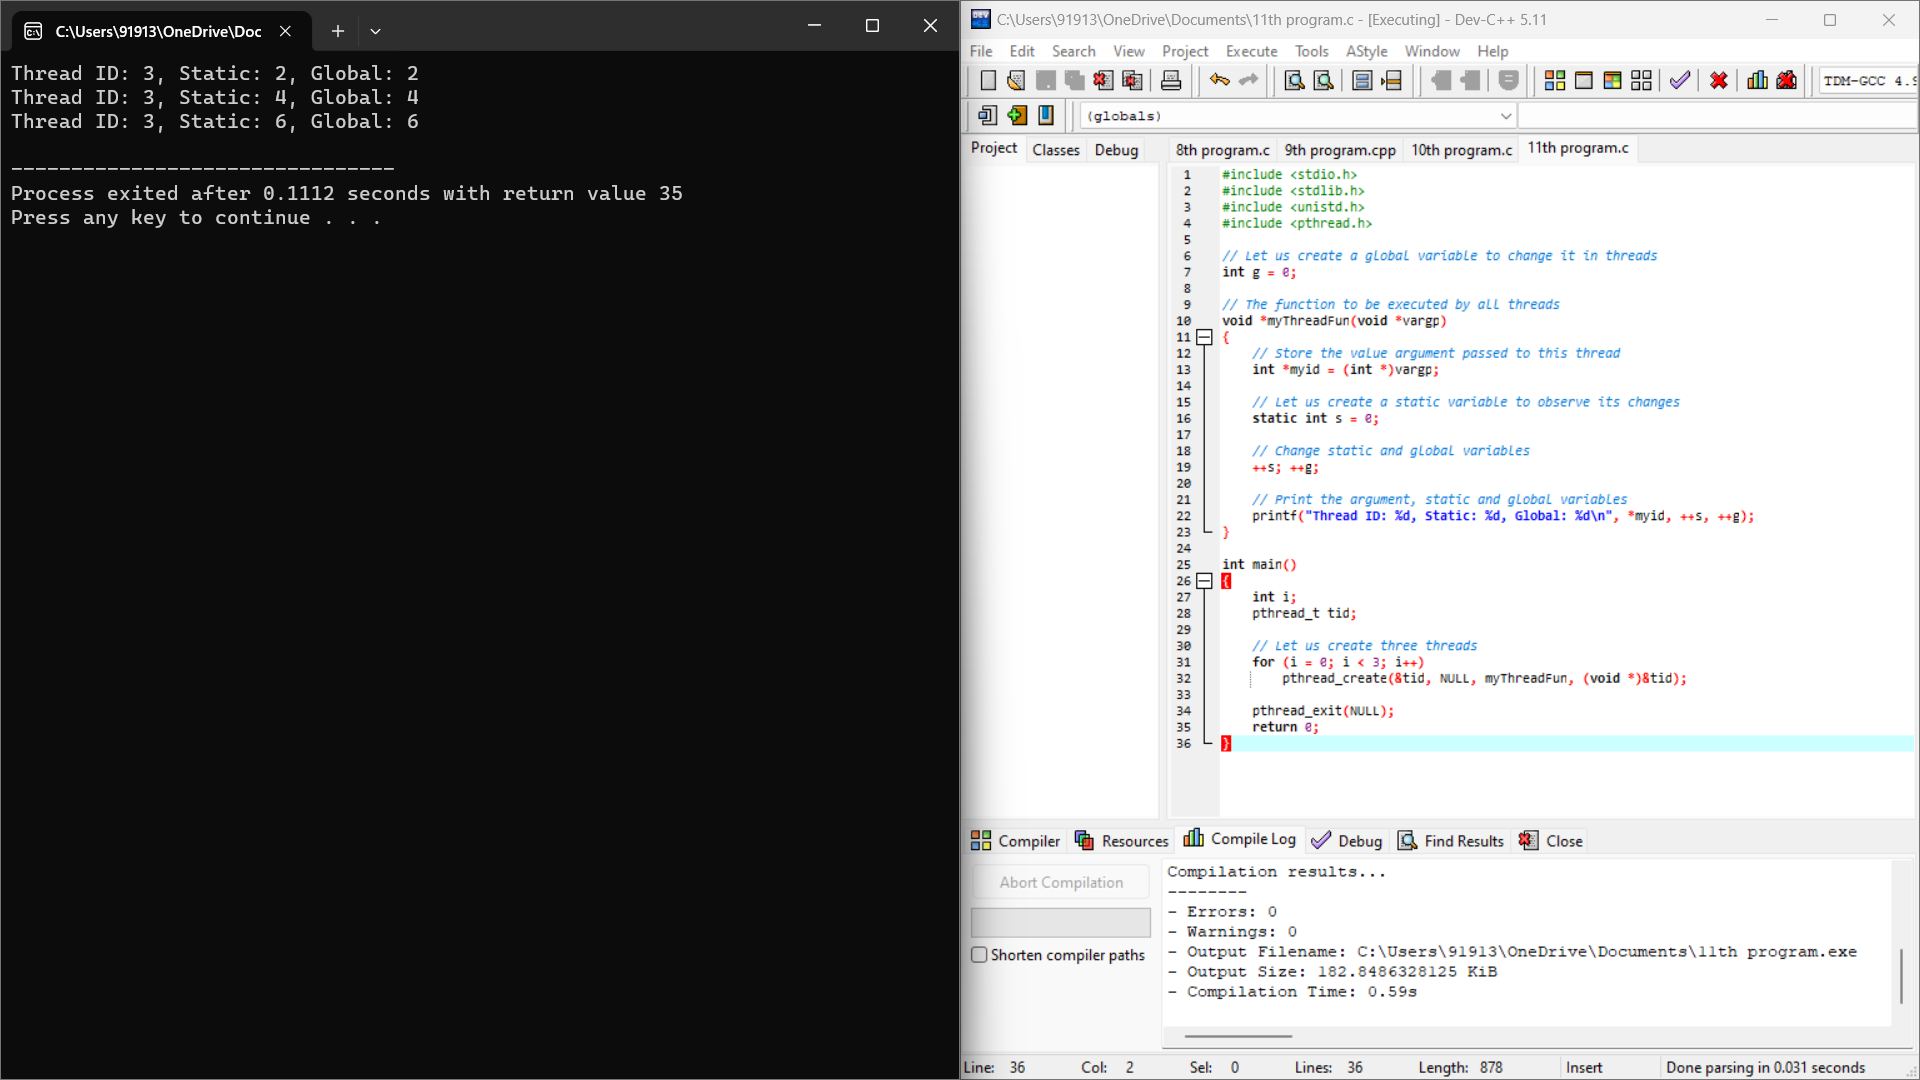 C:\Users\91913\OneDrive\Doc
Thread ID: 3, Static: 2, Global: 2
Thread ID: 3, Static: 4, Global: 4
Thread ID: 3, Static: 6, Global: 6
--------------------------------
Process exited after 0.1112 seconds with return value 35
Press any key to continue . . .
C:\Users\91913\OneDrive\Documents\11th program.c - [Executing] - Dev-C++ 5.11
File Edit Search View Project Execute Tools AStyle Window Help
TDM-GCC 4.9
(globals)
Project Classes Debug
8th program.c 9th program.cpp 10th program.c 11th program.c
1 #include <stdio.h>
2 #include <stdlib.h>
3 #include <unistd.h>
4 #include <pthread.h>
5
6 // Let us create a global variable to change it in threads
7 int g = 0;
8
9 // The function to be executed by all threads
10 void *myThreadFun(void *vargp)
11 {
12 // Store the value argument passed to this thread
13 int *myid = (int *)vargp;
14
15 // Let us create a static variable to observe its changes
16 static int s = 0;
17
18 // Change static and global variables
19 ++s; ++g;
20
21 // Print the argument, static and global variables
22 printf("Thread ID: %d, Static: %d, Global: %d\n", *myid, ++s, ++g);
23 }
24
25 int main()
26 {
27 int i;
28 pthread_t tid;
29
30 // Let us create three threads
31 for (i = 0; i < 3; i++)
32 pthread_create(&tid, NULL, myThreadFun, (void *)&tid);
33
34 pthread_exit(NULL);
35 return 0;
36 }
Compiler Resources Compile Log Debug Find Results Close
Abort Compilation
Shorten compiler paths
Compilation results...
--------
- Errors: 0
- Warnings: 0
- Output Filename: C:\Users\91913\OneDrive\Documents\11th program.exe
- Output Size: 182.8486328125 KiB
- Compilation Time: 0.59s
Line: 36 Col: 2 Sel: 0 Lines: 36 Length: 878 Insert Done parsing in 0.031 seconds